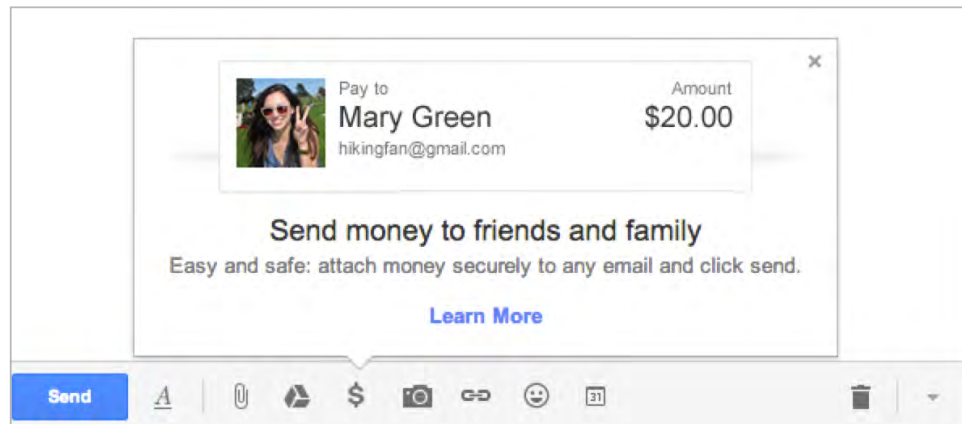 Pay to
Amount
Mary Green
$20.00
hikingfan@gmail.com
Send money to friends and family
Easy and safe: attach money securely to any email and click send.
Learn More
Send
A
$
31